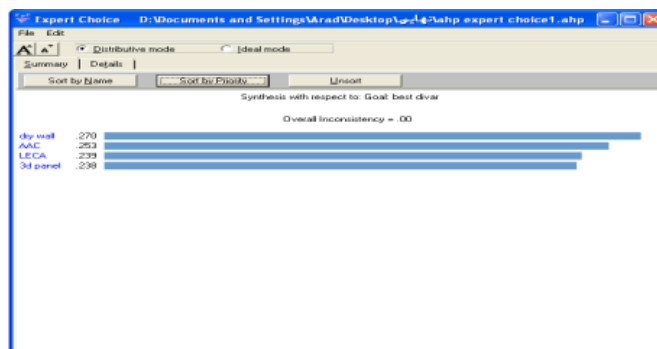 Expert Choice D:\Documents and Settings\Arad\Desktop\نهایی\ahp expert choice1.ahp
File Edit
A A Distributive mode Ideal mode
Summary | Details |
Sort by Name Sort by Priority Unsort
Synthesis with respect to: Goal: best divar
Overall Inconsistency = .00
dry wall .270
AAC .253
LECA .239
3d panel .238